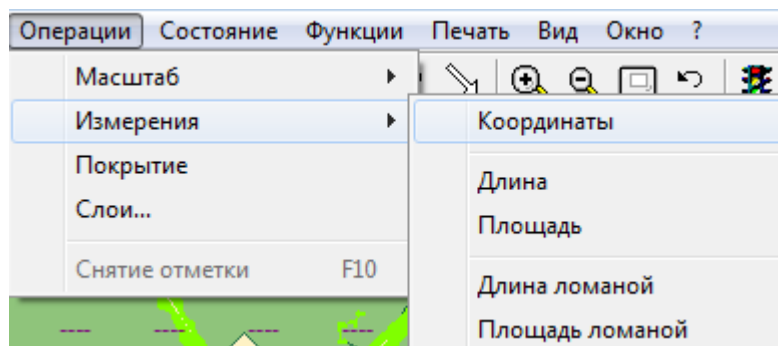 Операции Состояние Функции Печать Вид Окно ?
Масштаб
Измерения
Покрытие
Слои...
Снятие отметки F10
Координаты
Длина
Площадь
Длина ломаной
Площадь ломаной